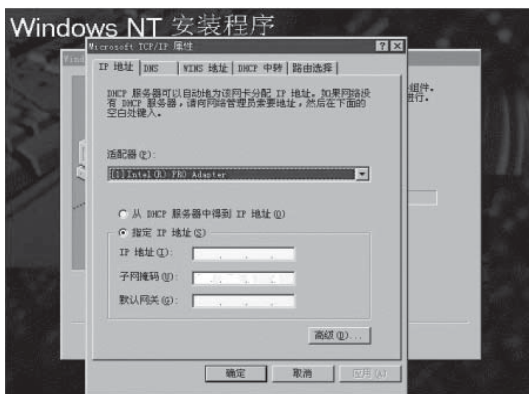 Windows NT 安装程序
Microsoft TCP/IP 属性
IP 地址 DNS WINS 地址 DHCP 中转 路由选择
DHCP 服务器可以自动地为该网卡分配 IP 地址。如果网络没
有 DHCP 服务器，请向网络管理员索要地址，然后在下面的
空白处键入。
组件。
进行。
适配器(P):
[1]Intel(R) PRO Adapter
从 DHCP 服务器中得到 IP 地址(O)
指定 IP 地址(S)
IP 地址(I):
子网掩码(U):
默认网关(G):
高级(D)...
确定 取消 应用(A)